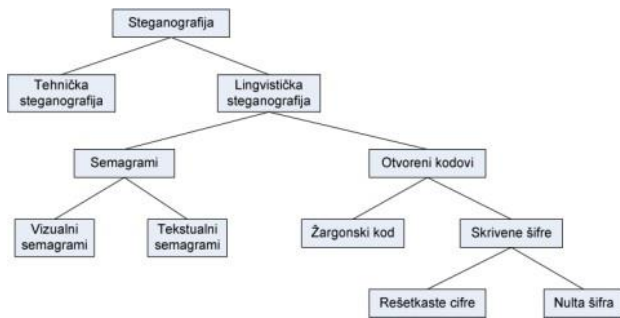 Steganografija
Tehnička
steganografija
Lingvistička
steganografija
Semagrami
Otvoreni kodovi
Vizualni
semagrami
Tekstualni
semagrami
Žargonski kod
Skrivene šifre
Rešetkaste cifre
Nulta šifra